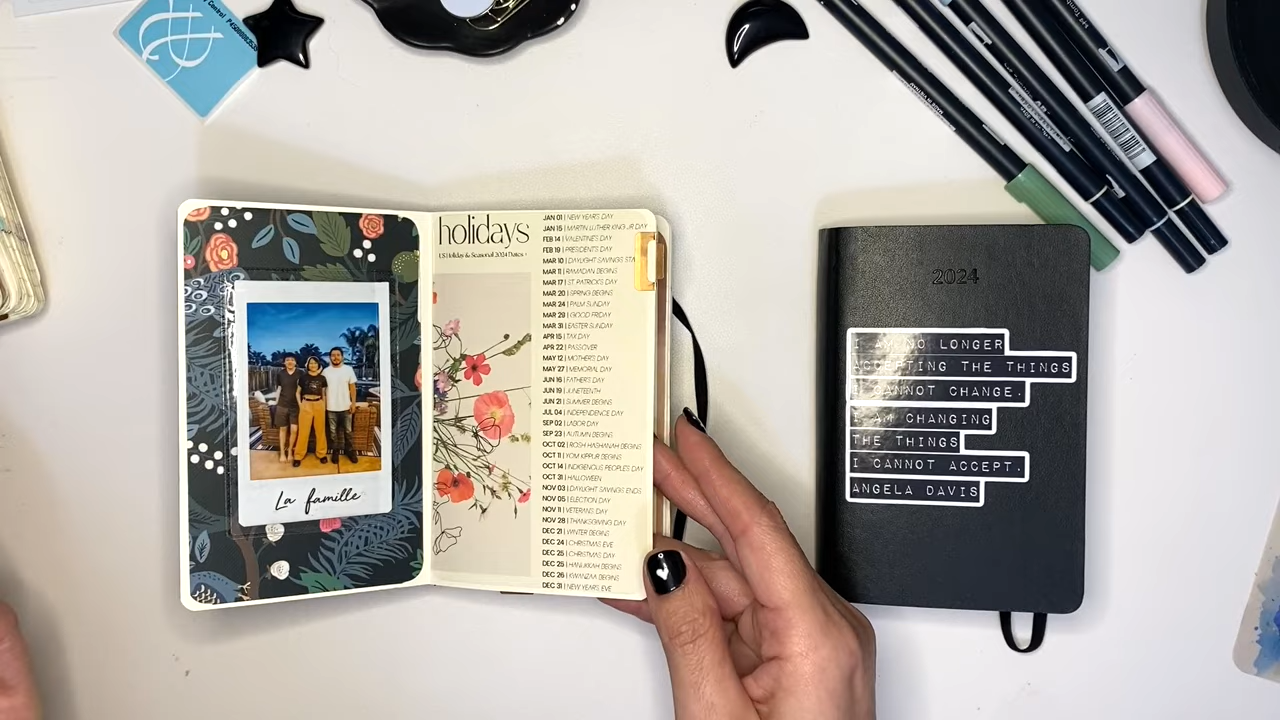 La famille
holidays
US Holiday & Seasonal 2024 Dates
JAN 01 | NEW YEAR'S DAY
JAN 15 | MARTIN LUTHER KING JR DAY
FEB 14 | VALENTINE'S DAY
FEB 19 | PRESIDENT'S DAY
MAR 10 | DAYLIGHT SAVINGS STA
MAR 11 | RAMADAN BEGINS
MAR 17 | ST. PATRICK'S DAY
MAR 20 | SPRING BEGINS
MAR 24 | PALM SUNDAY
MAR 29 | GOOD FRIDAY
MAR 31 | EASTER SUNDAY
APR 15 | TAX DAY
APR 22 | PASSOVER
MAY 12 | MOTHER'S DAY
MAY 27 | MEMORIAL DAY
JUN 16 | FATHER'S DAY
JUN 19 | JUNETEENTH
JUN 21 | SUMMER BEGINS
JUL 04 | INDEPENDENCE DAY
SEP 02 | LABOR DAY
SEP 23 | AUTUMN BEGINS
OCT 02 | ROSH HASHANAH BEGINS
OCT 11 | YOM KIPPUR BEGINS
OCT 14 | INDIGENOUS PEOPLE'S DAY
OCT 31 | HALLOWEEN
NOV 03 | DAYLIGHT SAVINGS ENDS
NOV 05 | ELECTION DAY
NOV 11 | VETERANS DAY
NOV 28 | THANKSGIVING DAY
DEC 21 | WINTER BEGINS
DEC 24 | CHRISTMAS EVE
DEC 25 | CHRISTMAS DAY
DEC 25 | HANUKKAH BEGINS
DEC 26 | KWANZAA BEGINS
DEC 31 | NEW YEAR'S EVE
2024
I AM NO LONGER
ACCEPTING THE THINGS
I CANNOT CHANGE.
I AM CHANGING
THE THINGS
I CANNOT ACCEPT.
ANGELA DAVIS